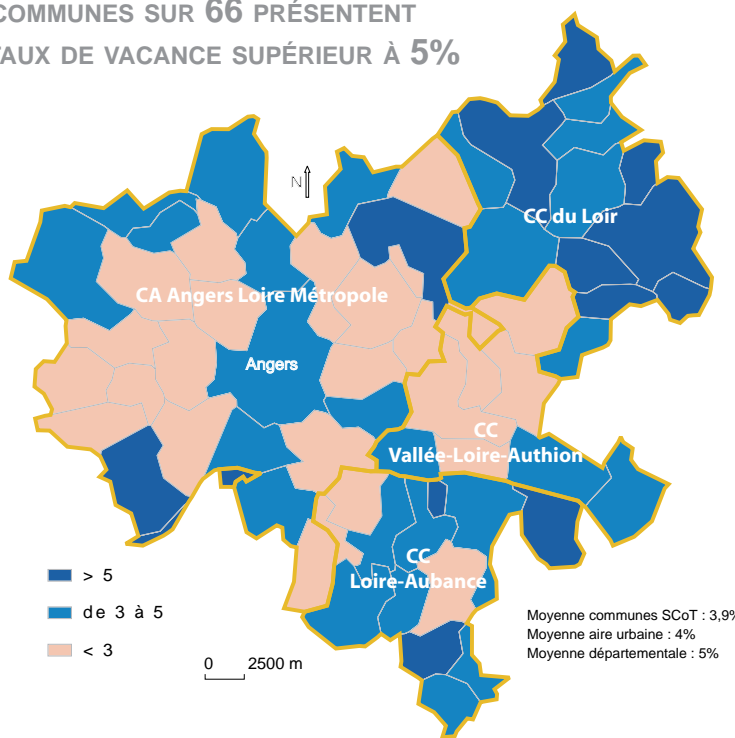 COMMUNES SUR 66 PRÉSENTENT
TAUX DE VACANCE SUPÉRIEUR À 5%
N
CC du Loir
CA Angers Loire Métropole
Angers
CC
Vallée-Loire-Authion
CC
Loire-Aubance
> 5
de 3 à 5
< 3
0 2500 m
Moyenne communes SCoT : 3,9%
Moyenne aire urbaine : 4%
Moyenne départementale : 5%